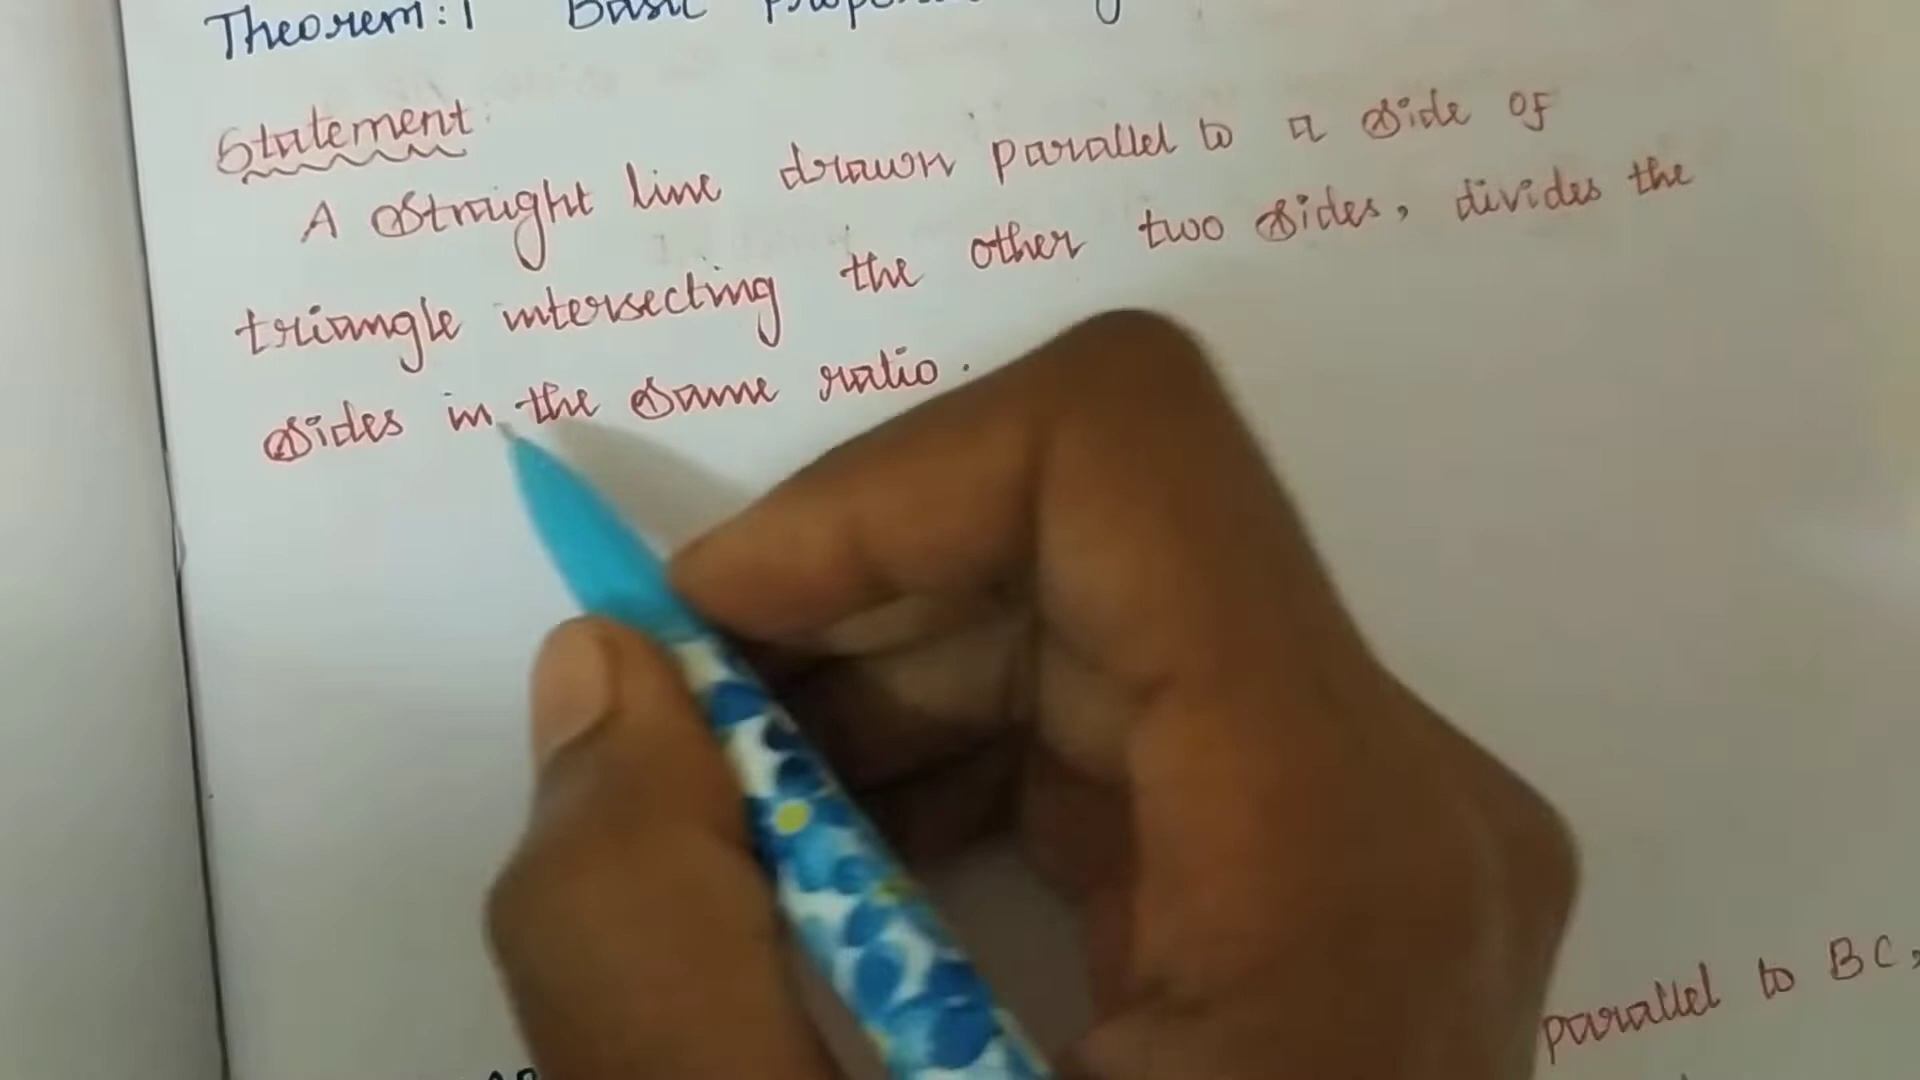 Theorem: 1 Basic
Statement:
A Straight line drawn parallel to a side of
triangle intersecting the other two sides, divides the
sides in the same ratio.
parallel to BC,